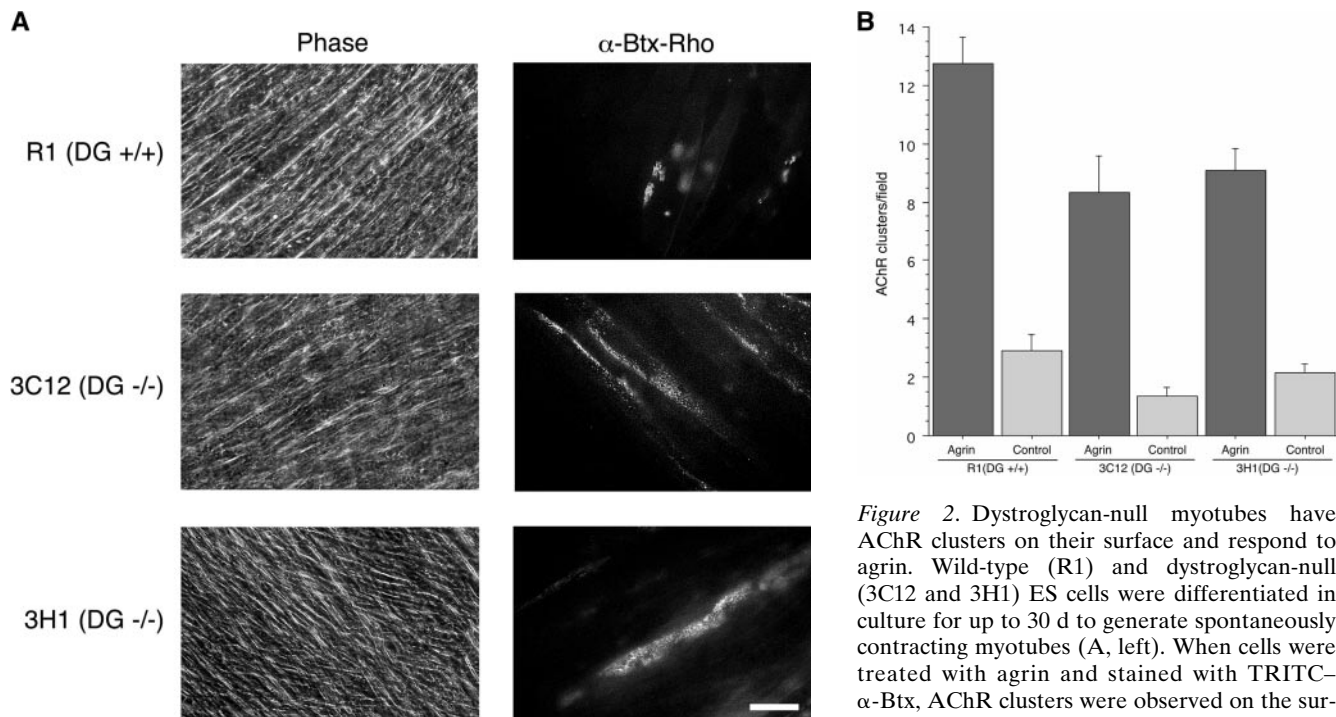 A
Phase
α-Btx-Rho
R1 (DG +/+)
3C12 (DG -/-)
3H1 (DG -/-)
B
14
12
10
8
6
4
2
0
AChR clusters/field
Agrin
Control
Agrin
Control
Agrin
Control
R1(DG +/+)
3C12 (DG -/-)
3H1(DG -/-)
Figure 2. Dystroglycan-null myotubes have
AChR clusters on their surface and respond to
agrin. Wild-type (R1) and dystroglycan-null
(3C12 and 3H1) ES cells were differentiated in
culture for up to 30 d to generate spontaneously
contracting myotubes (A, left). When cells were
treated with agrin and stained with TRITC–
α-Btx, AChR clusters were observed on the sur-